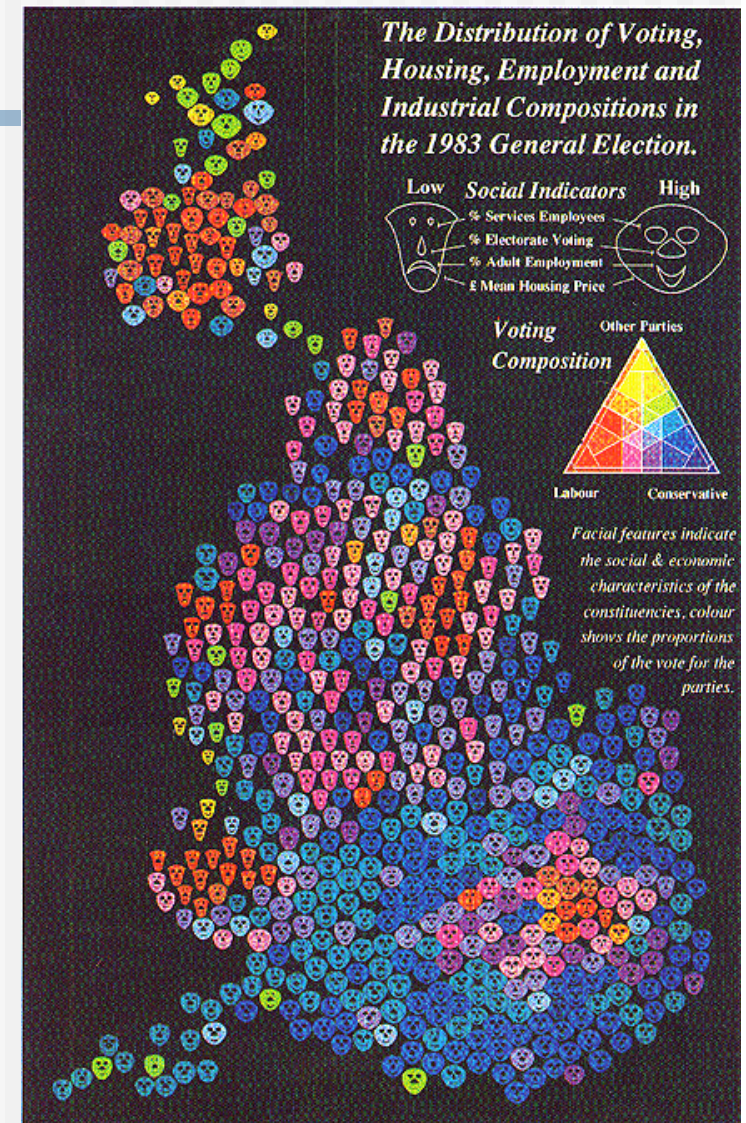 The Distribution of Voting,
Housing, Employment and
Industrial Compositions in
the 1983 General Election.
Low Social Indicators High
% Services Employees
% Electorate Voting
% Adult Employment
£ Mean Housing Price
Voting
Composition
Other Parties
Labour Conservative
Facial features indicate
the social & economic
characteristics of the
constituencies, colour
shows the proportions
of the vote for the
parties.